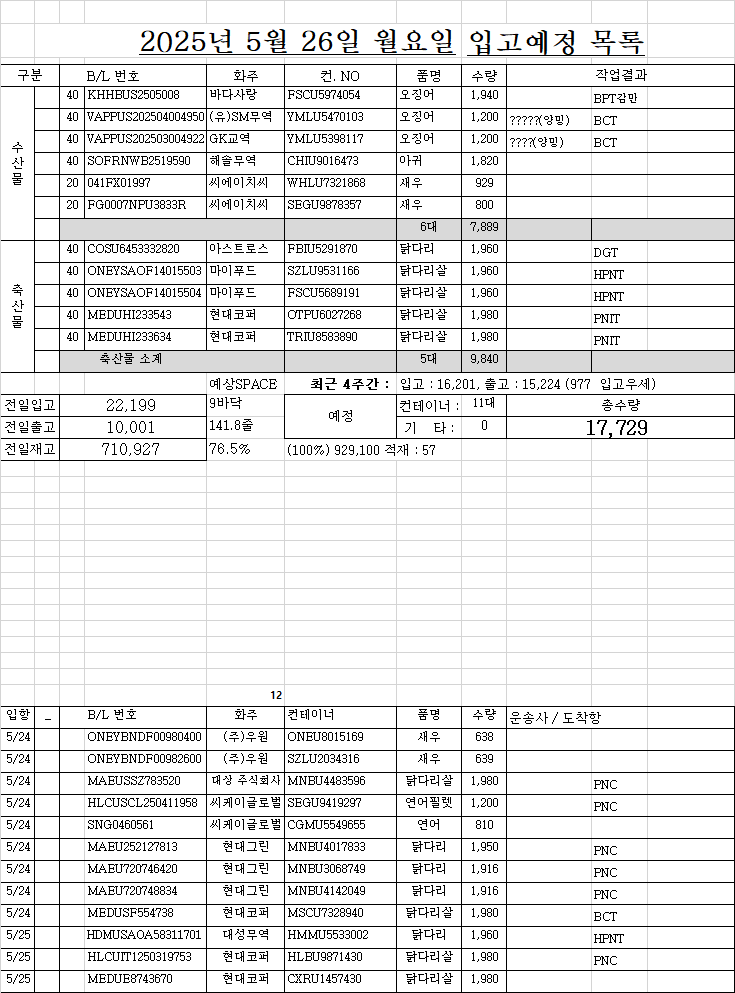 2025년 5월 26일 월요일 입고예정 목록
구분 B/L 번호 화주 컨. NO 품명 수량 작업결과
수산물
40 KHHBUS2505008 바다사랑 FSCU5974054 오징어 1,940 BPT감만
40 VAPPUS202504004950 (유)SM무역 YMLU5470103 오징어 1,200 ?????(양밍) BCT
40 VAPPUS202503004922 GK교역 YMLU5398117 오징어 1,200 ????(양밍) BCT
40 SOFRNWB2519590 해솔무역 CHIU9016473 아귀 1,820
20 041FX01997 씨에이치씨 WHLU7321868 새우 929
20 FG0007NPU3833R 씨에이치씨 SEGU9878357 새우 800
6대 7,889
축산물
40 COSU6453332820 아스트로스 FBIU5291870 닭다리 1,960 DGT
40 ONEYSAOF14015503 마이푸드 SZLU9531166 닭다리살 1,960 HPNT
40 ONEYSAOF14015504 마이푸드 FSCU5689191 닭다리살 1,960 HPNT
40 MEDUHI233543 현대코퍼 OTPU6027268 닭다리살 1,980 PNIT
40 MEDUHI233634 현대코퍼 TRIU8583890 닭다리살 1,980 PNIT
축산물 소계 5대 9,840
예상SPACE 최근 4주간 : 입고 : 16,201, 출고 : 15,224 (977 입고우세)
전일입고 22,199 9바닥 예정 컨테이너 : 11대 총수량
전일출고 10,001 141.8줄 기 타 : 0 17,729
전일재고 710,927 76.5% (100%) 929,100 적재 : 57
12
입항 _ B/L 번호 화주 컨테이너 품명 수량 운송사 / 도착항
5/24 ONEYBNDF00980400 (주)우원 ONEU8015169 새우 638
5/24 ONEYBNDF00982600 (주)우원 SZLU2034316 새우 639
5/24 MAEUSSZ783520 대상 주식회사 MNBU4483596 닭다리살 1,980 PNC
5/24 HLCUSCL250411958 씨케이글로벌 SEGU9419297 연어필렛 1,200 PNC
5/24 SNG0460561 씨케이글로벌 CGMU5549655 연어 810
5/24 MAEU252127813 현대그린 MNBU4017833 닭다리 1,950 PNC
5/24 MAEU720746420 현대그린 MNBU3068749 닭다리 1,916 PNC
5/24 MAEU720748834 현대그린 MNBU4142049 닭다리 1,916 PNC
5/24 MEDUSF554738 현대코퍼 MSCU7328940 닭다리살 1,980 BCT
5/25 HDMUSAOA58311701 대성무역 HMMU5533002 닭다리 1,960 HPNT
5/25 HLCUIT1250319753 현대코퍼 HLBU9871430 닭다리살 1,980 PNC
5/25 MEDUE8743670 현대코퍼 CXRU1457430 닭다리살 1,980